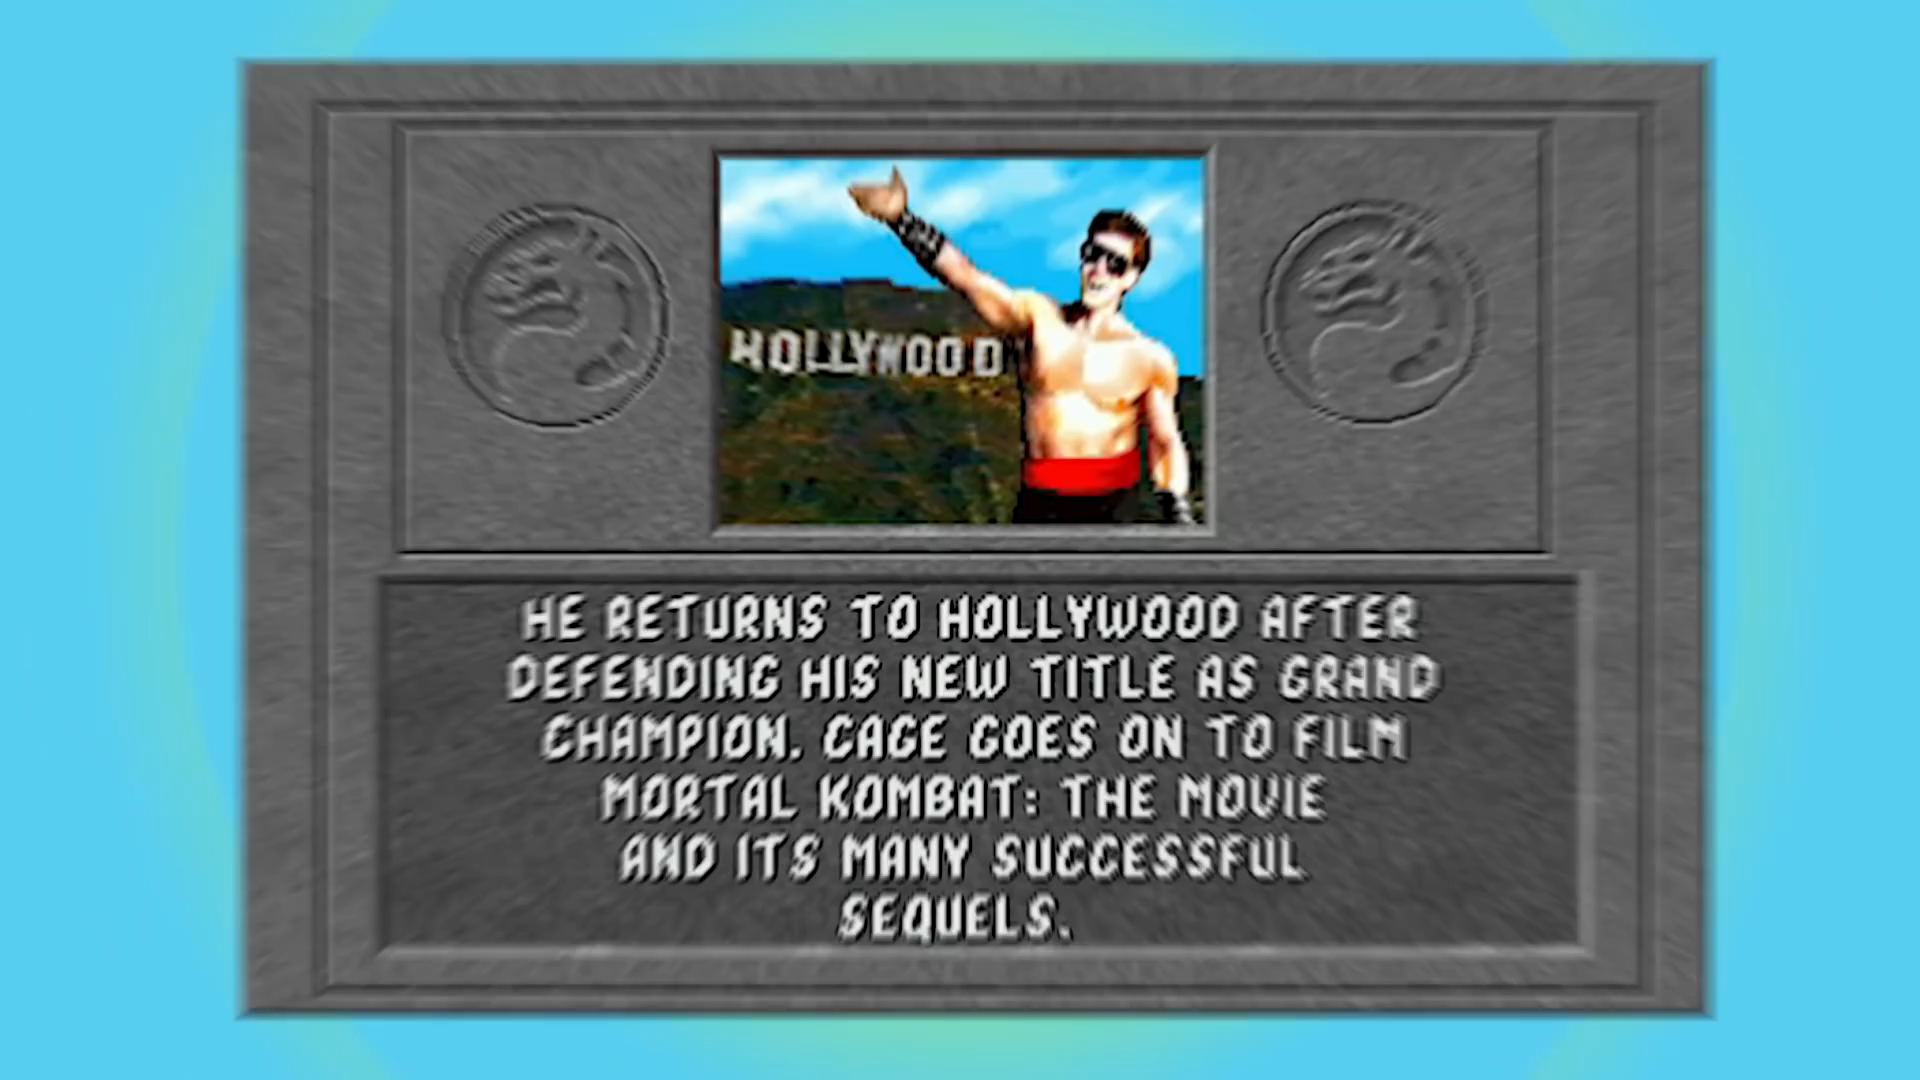 HOLLYWOOD
HE RETURNS TO HOLLYWOOD AFTER
DEFENDING HIS NEW TITLE AS GRAND
CHAMPION. CAGE GOES ON TO FILM
MORTAL KOMBAT: THE MOVIE
AND ITS MANY SUCCESSFUL
SEQUELS.